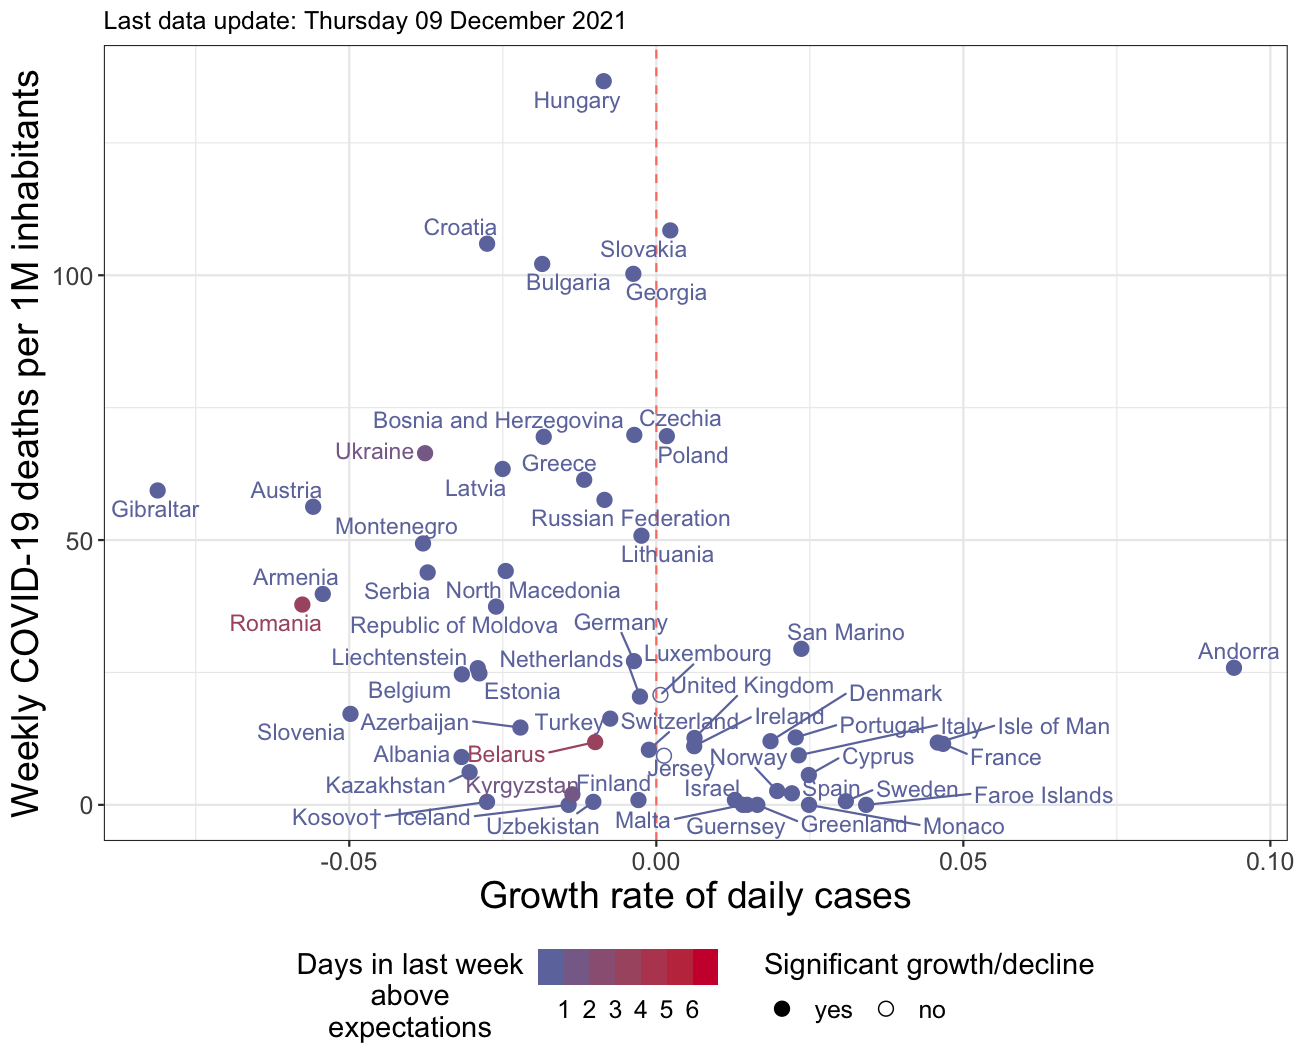 Last data update: Thursday 09 December 2021
Weekly COVID-19 deaths per 1M inhabitants
Hungary
Croatia
Slovakia
Bulgaria
Georgia
100
Bosnia and Herzegovina
Czechia
Ukraine
Greece
Poland
Latvia
Gibraltar
Austria
Russian Federation
Montenegro
Lithuania
50
Armenia
Serbia
North Macedonia
Romania
Republic of Moldova
Germany
San Marino
Liechtenstein
Netherlands
Luxembourg
Andorra
Belgium
Estonia
United Kingdom
Denmark
Slovenia
Azerbaijan
Turkey
Switzerland
Ireland
Portugal
Italy
Isle of Man
Albania
Belarus
Jersey
Norway
Cyprus
France
Kazakhstan
Kyrgyzstan
Finland
Israel
Spain
Sweden
Faroe Islands
0
Kosovo†
Iceland
Uzbekistan
Malta
Guernsey
Greenland
Monaco
-0.05
0.00
0.05
0.10
Growth rate of daily cases
Days in last week
above
expectations
1 2 3 4 5 6
Significant growth/decline
yes
no